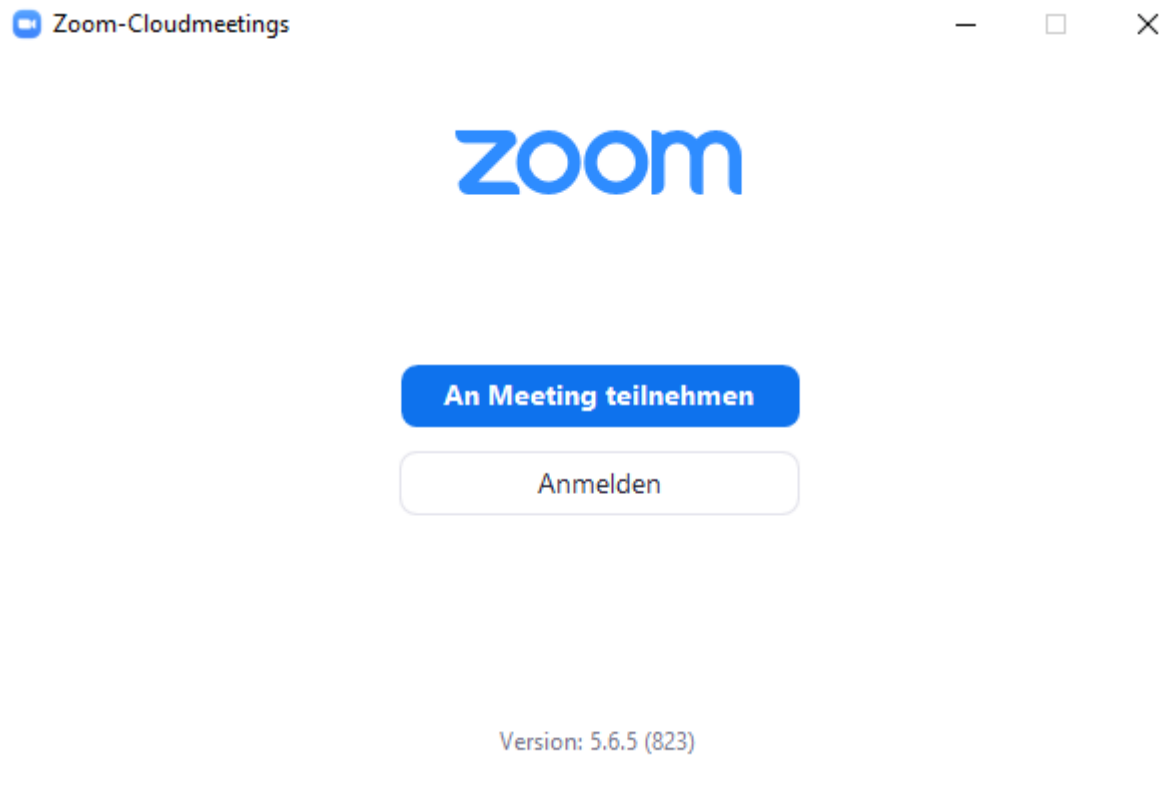 Zoom-Cloudmeetings
zoom
An Meeting teilnehmen
Anmelden
Version: 5.6.5 (823)